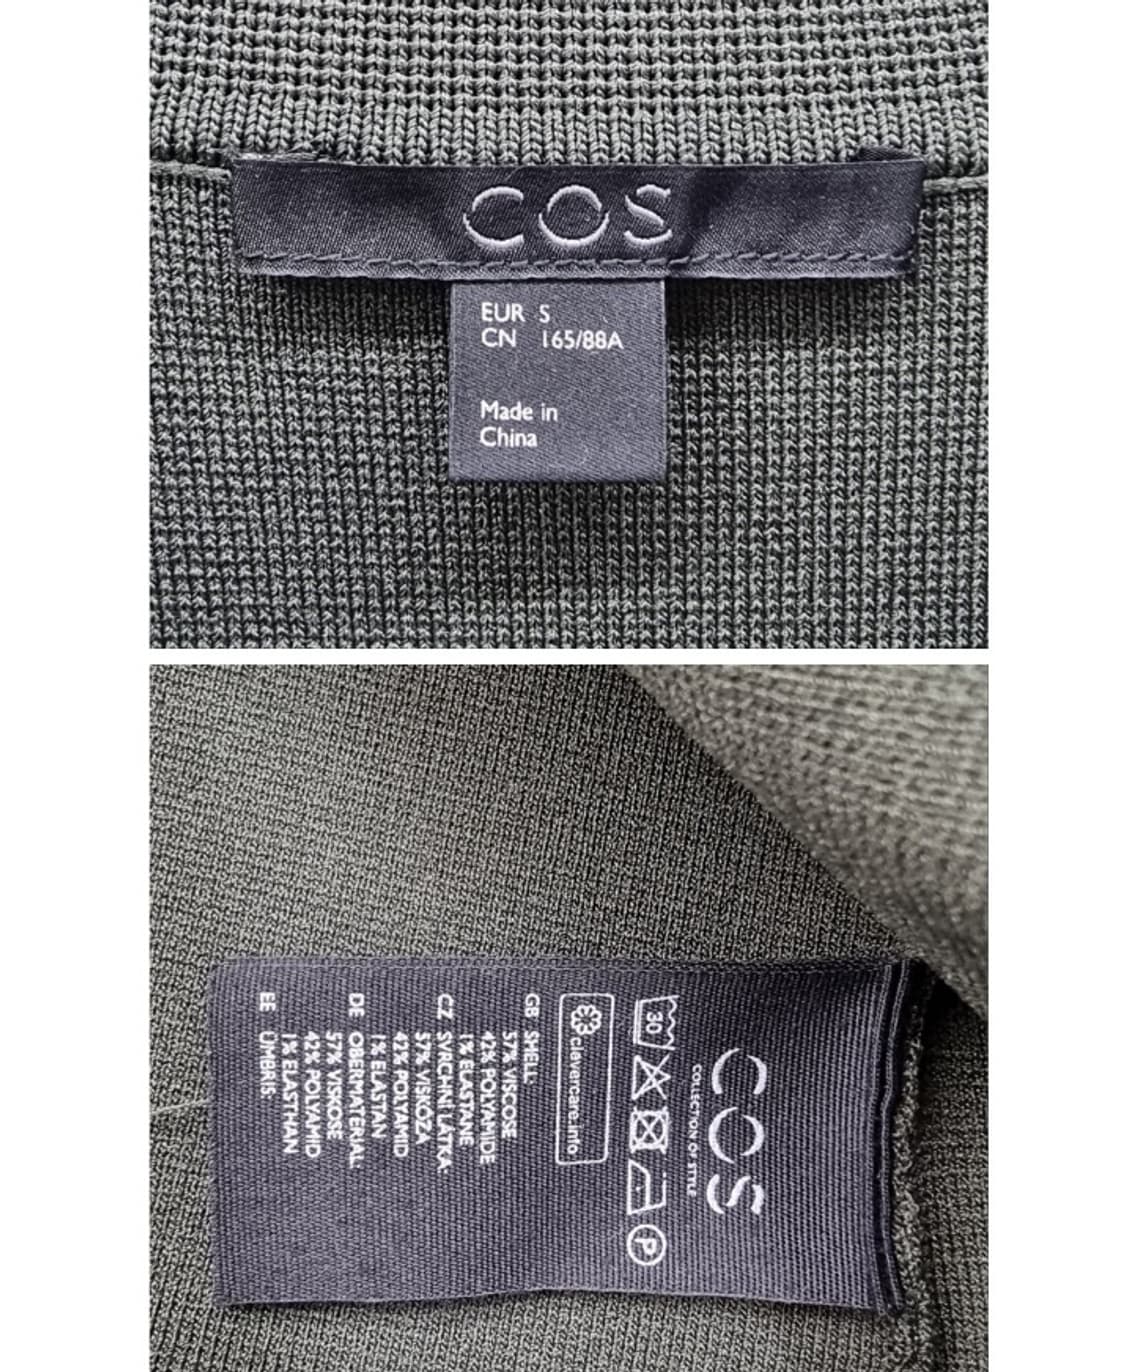 COS
EUR S
CN 165/88A
Made in
China
COS
COLLECTION OF STYLE
30
P
clevercare.info
GB SHELL:
57% VISCOSE
42% POLYAMIDE
1% ELASTANE
CZ SVRCHNÍ LÁTKA:
57% VISKÓZA
42% POLYAMID
1% ELASTAN
DE OBERMATERIAL:
57% VISKOSE
42% POLYAMID
1% ELASTHAN
EE ÜMBRIS: